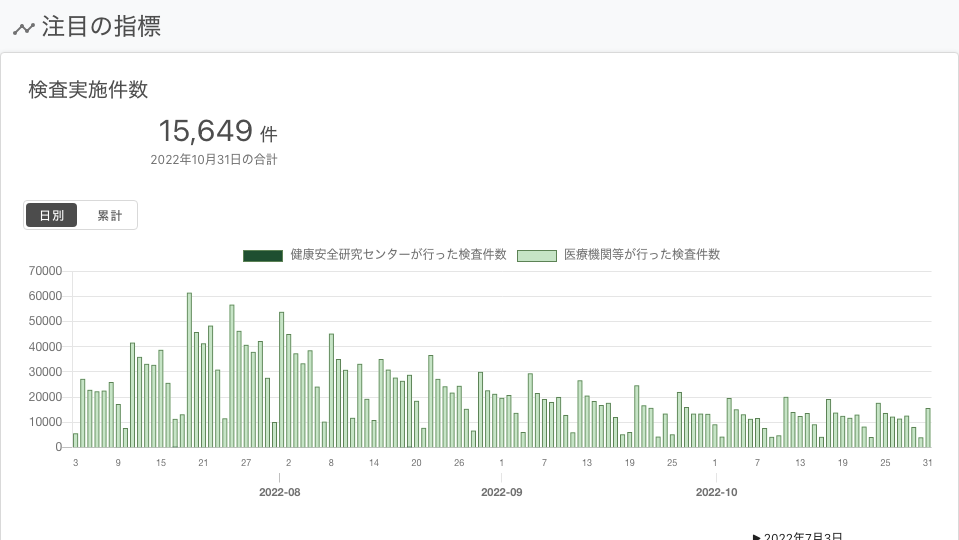 注目の指標
検査実施件数
15,649 件
2022年10月31日の合計
日別 累計
健康安全研究センターが行った検査件数 医療機関等が行った検査件数
70000
60000
50000
40000
30000
20000
10000
0
3 9 15 21 27 2 8 14 20 26 1 7 13 19 25 1 7 13 19 25 31
2022-08 2022-09 2022-10
▶ 2022年7月3日